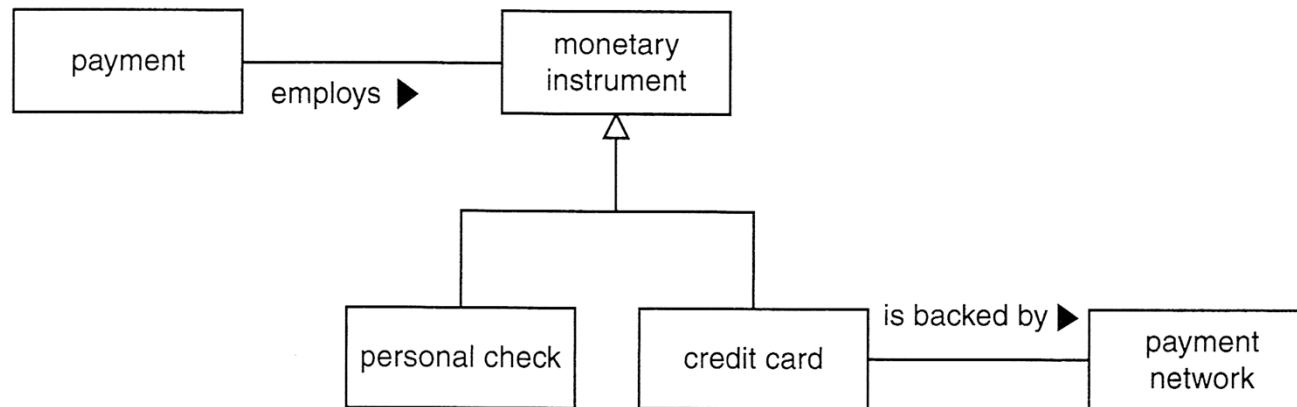 payment
monetary
instrument
employs
personal check
credit card
is backed by
payment
network